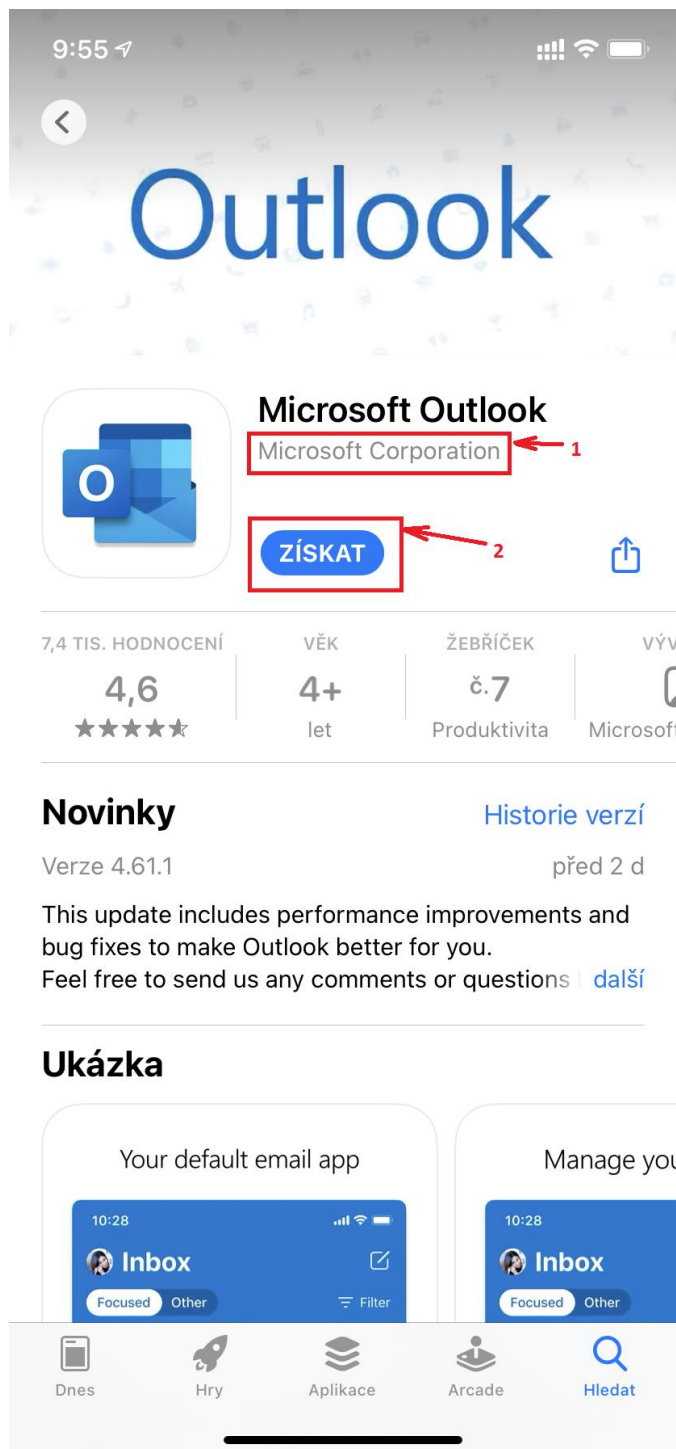 9:55
Outlook
Microsoft Outlook
Microsoft Corporation
1
O
ZÍSKAT
2
7,4 TIS. HODNOCENÍ
4,6
VĚK
4+
let
ŽEBŘÍČEK
č.7
Produktivita
VÝV
Microsoft
Novinky
Historie verzí
Verze 4.61.1
před 2 d
This update includes performance improvements and
bug fixes to make Outlook better for you.
Feel free to send us any comments or questions
další
Ukázka
Your default email app
10:28
Inbox
Focused
Other
Filter
Manage you
10:28
Inbox
Focused
Other
Dnes
Hry
Aplikace
Arcade
Hledat